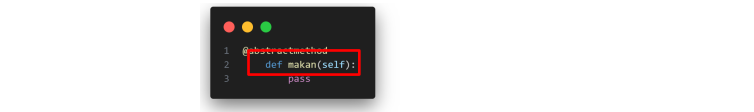 1 @abstractmethod
2 def makan(self):
3 pass